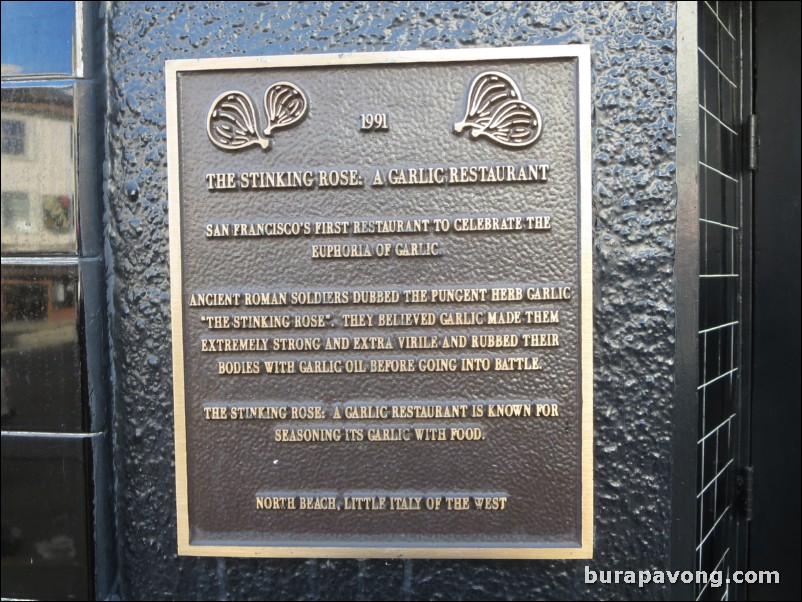 1991
THE STINKING ROSE: A GARLIC RESTAURANT
SAN FRANCISCO'S FIRST RESTAURANT TO CELEBRATE THE
EUPHORIA OF GARLIC.
ANCIENT ROMAN SOLDIERS DUBBED THE PUNGENT HERB GARLIC
"THE STINKING ROSE". THEY BELIEVED GARLIC MADE THEM
EXTREMELY STRONG AND EXTRA VIRILE AND RUBBED THEIR
BODIES WITH GARLIC OIL BEFORE GOING INTO BATTLE.
THE STINKING ROSE: A GARLIC RESTAURANT IS KNOWN FOR
SEASONING ITS GARLIC WITH FOOD.
NORTH BEACH, LITTLE ITALY OF THE WEST
burapavong.com